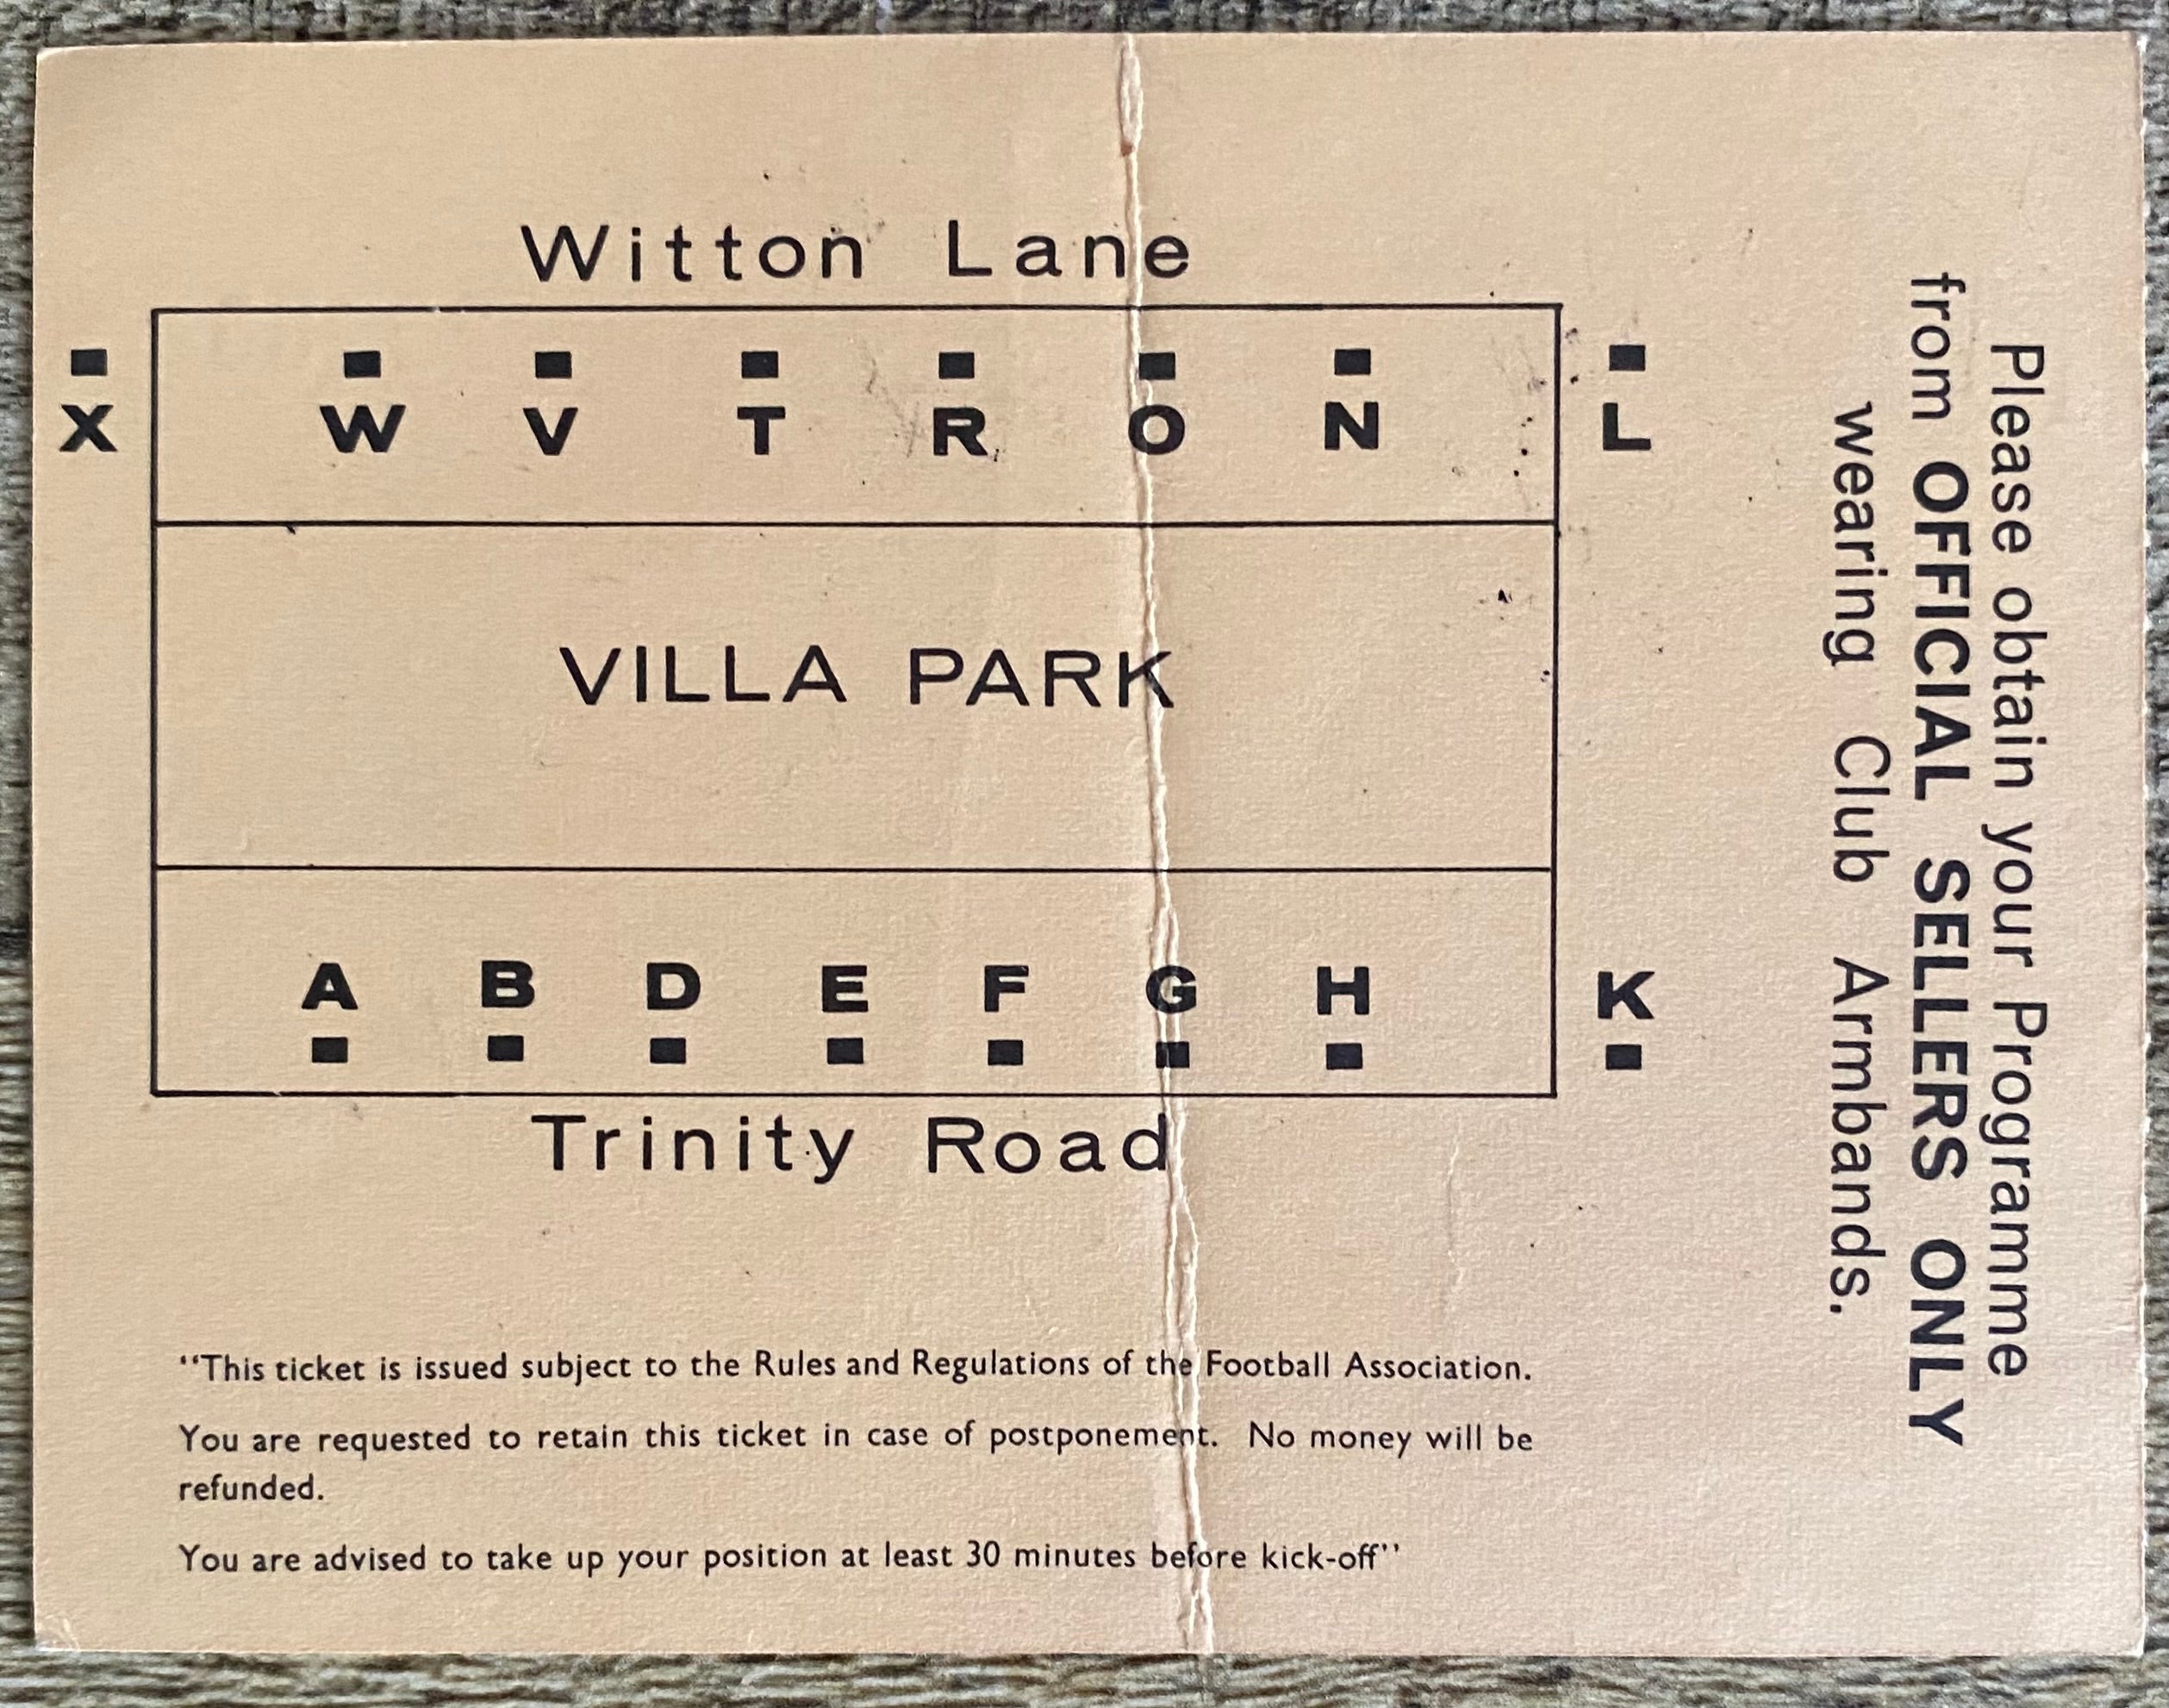 Witton Lane
X W V T R O N L
VILLA PARK
A B D E F G H K
Trinity Road
"This ticket is issued subject to the Rules and Regulations of the Football Association.
You are requested to retain this ticket in case of postponement. No money will be
refunded.
You are advised to take up your position at least 30 minutes before kick-off"
Please obtain your Programme
from OFFICIAL SELLERS ONLY
wearing Club Armbands.